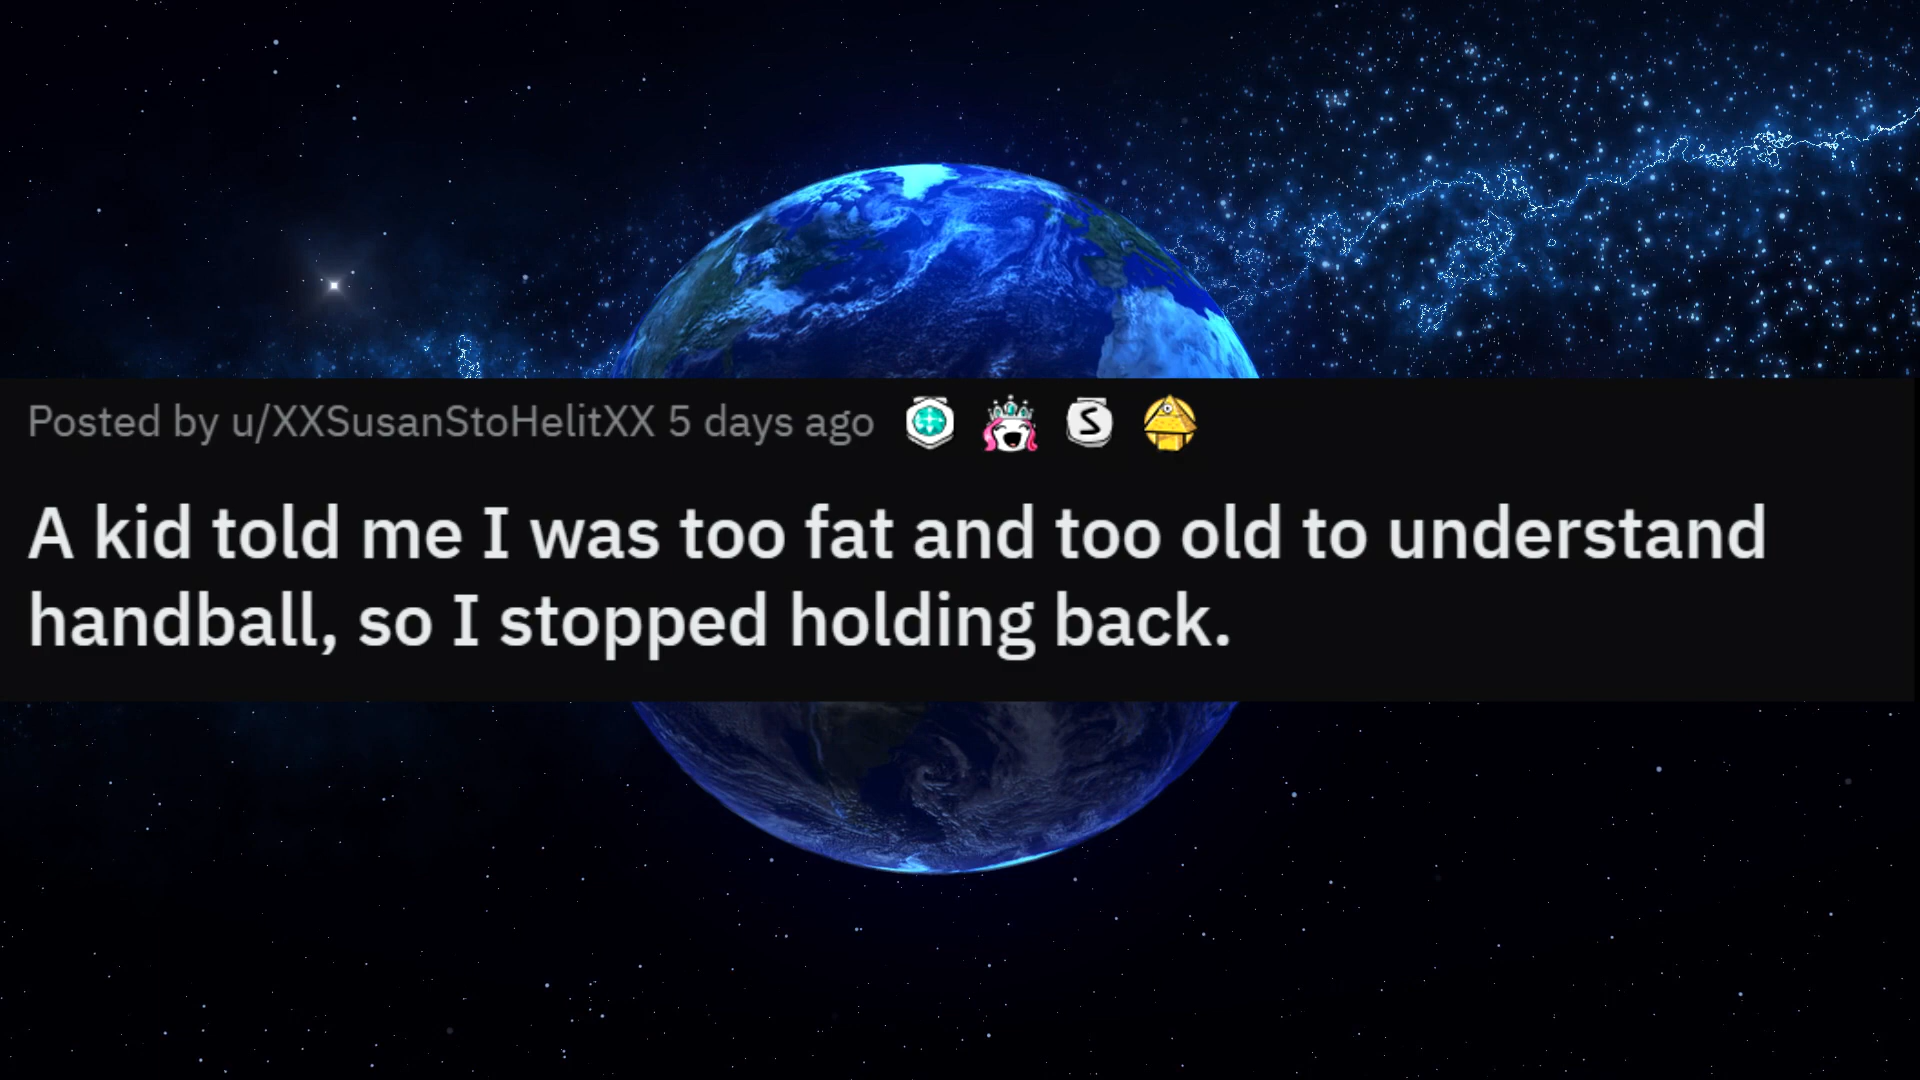 Posted by u/XXSusanStoHelitXX 5 days ago
A kid told me I was too fat and too old to understand
handball, so I stopped holding back.